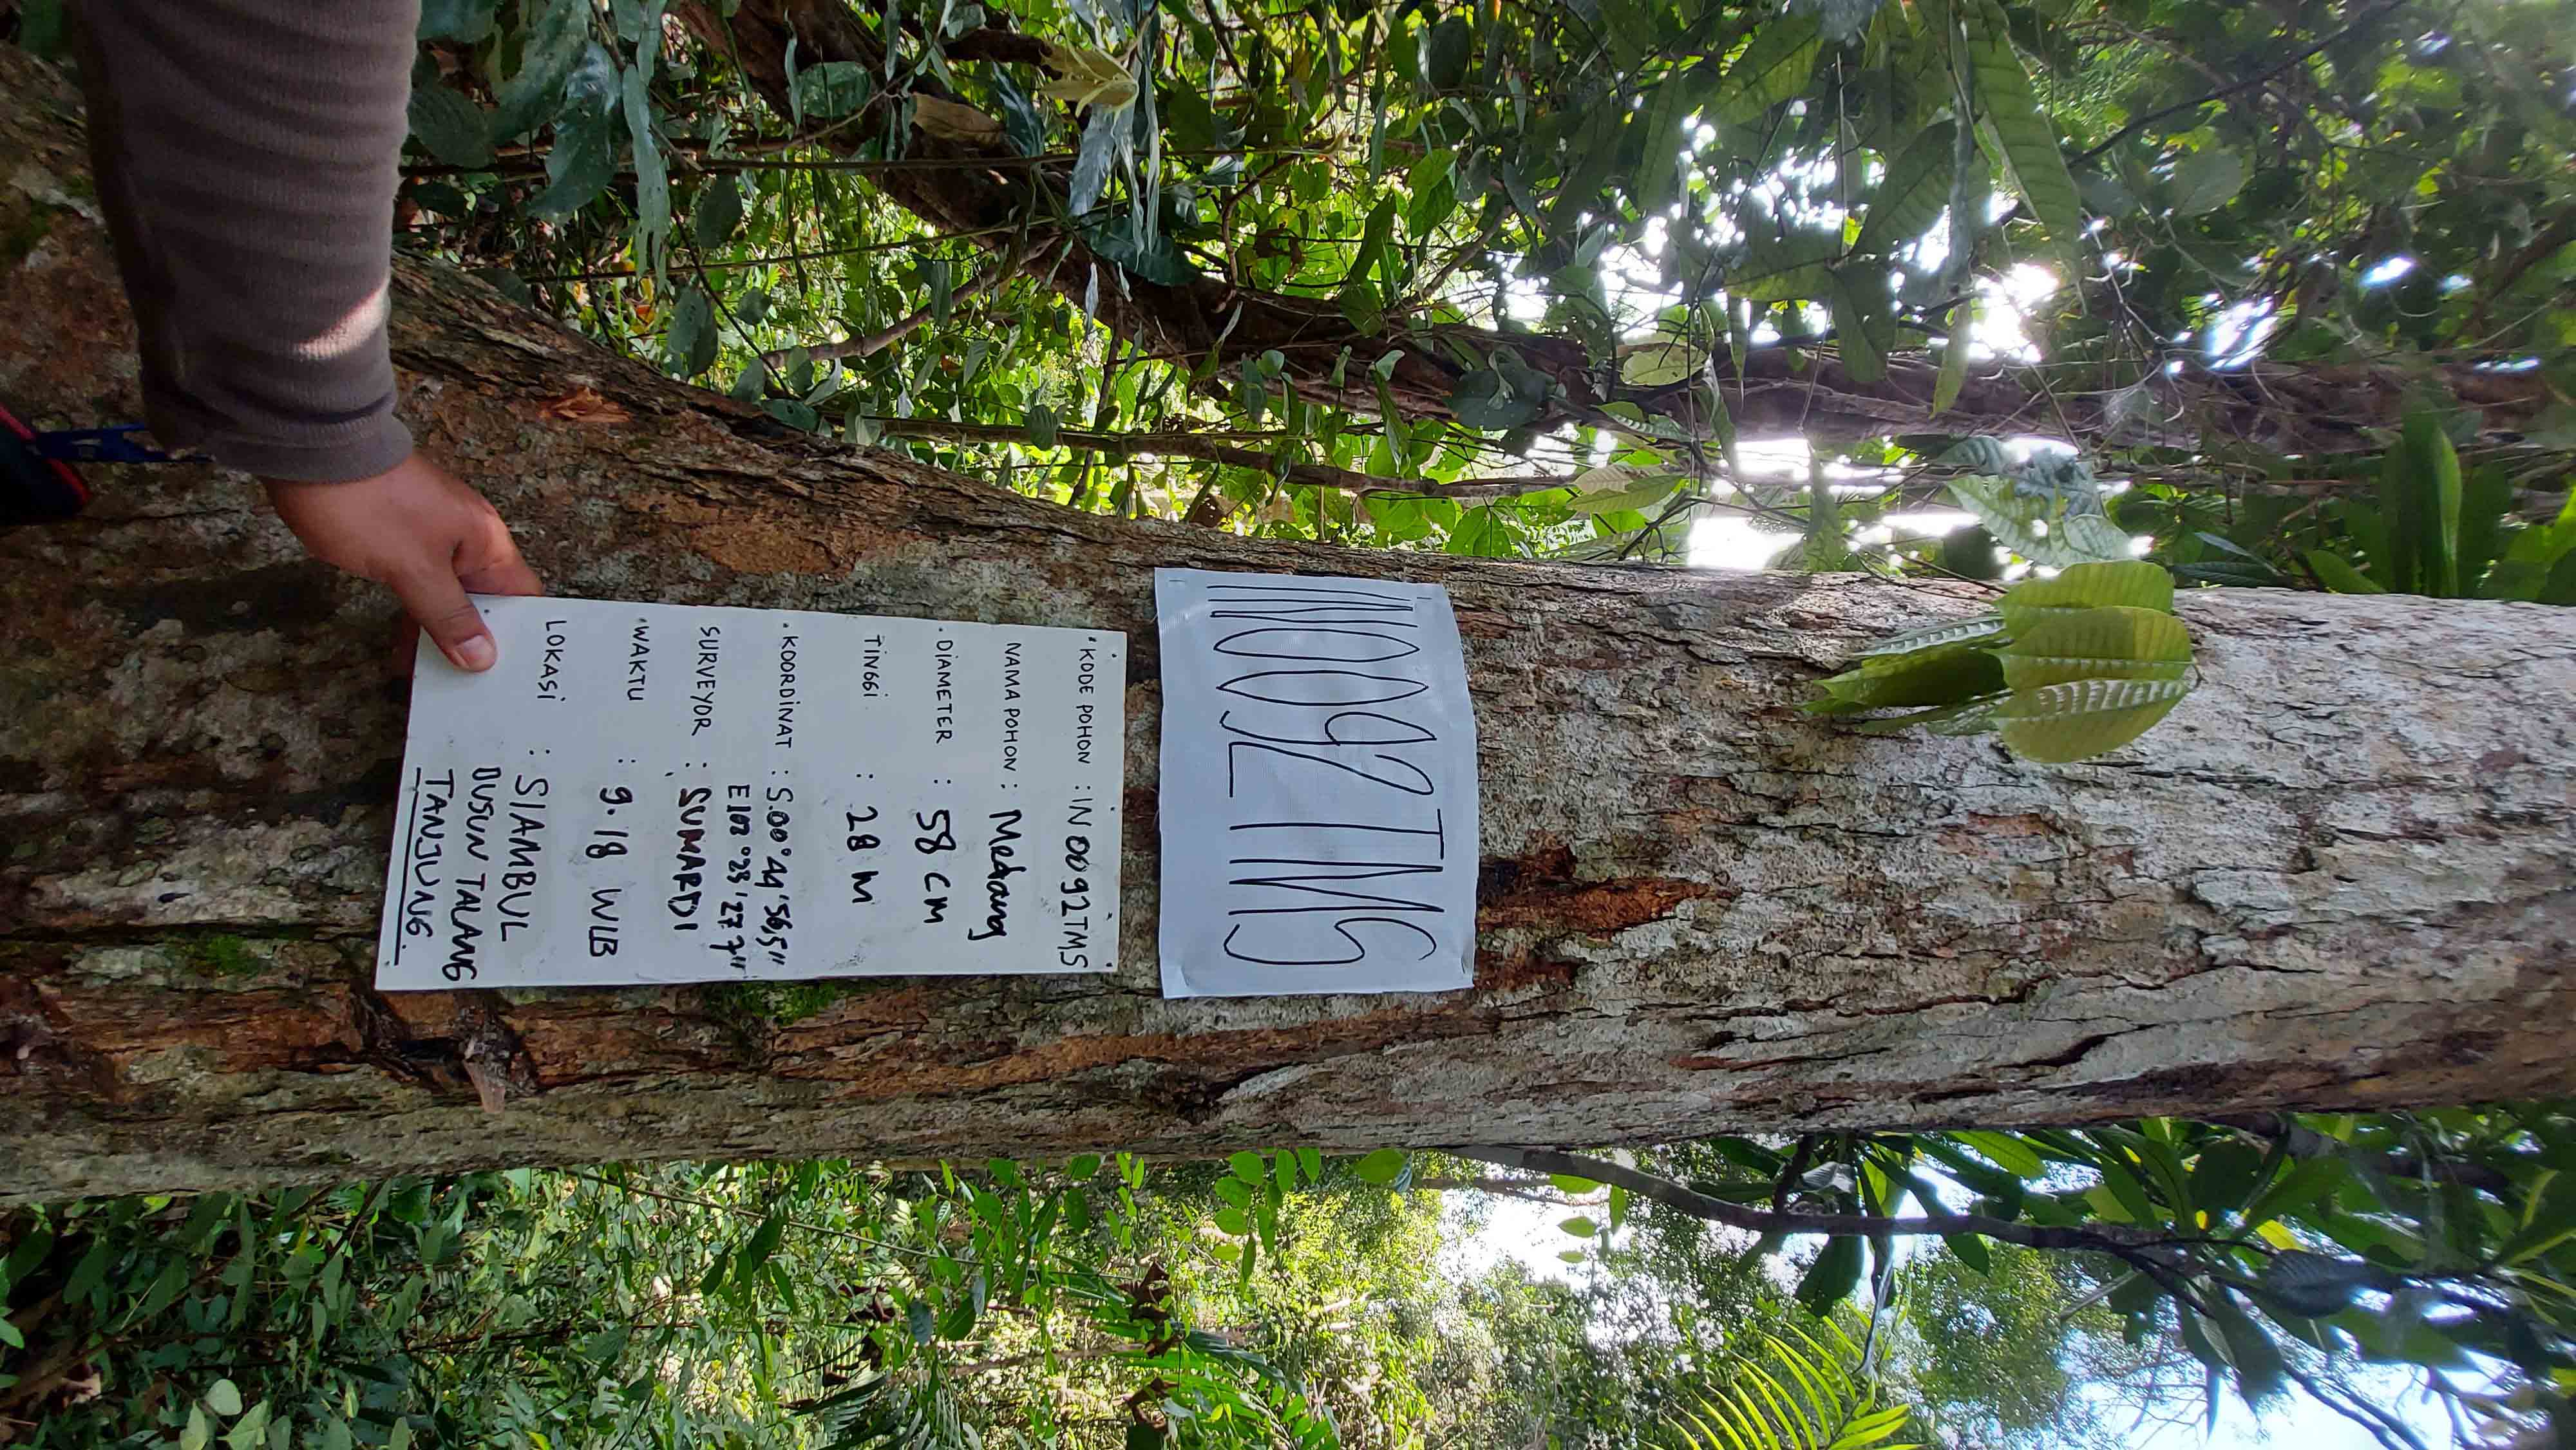 IN0092TMS
KODE POHON : IN 0092TMS
NAMA POHON : Medang
DIAMETER : 58 CM
TINGGI : 28 M
KOORDINAT : S.00°44'56,5"
E102°23'27 7"
SURVEYOR : SUMARDI
WAKTU : 9.18 WIB
LOKASI : SIAMBUL
DUSUN TALANG
TANJUNG.